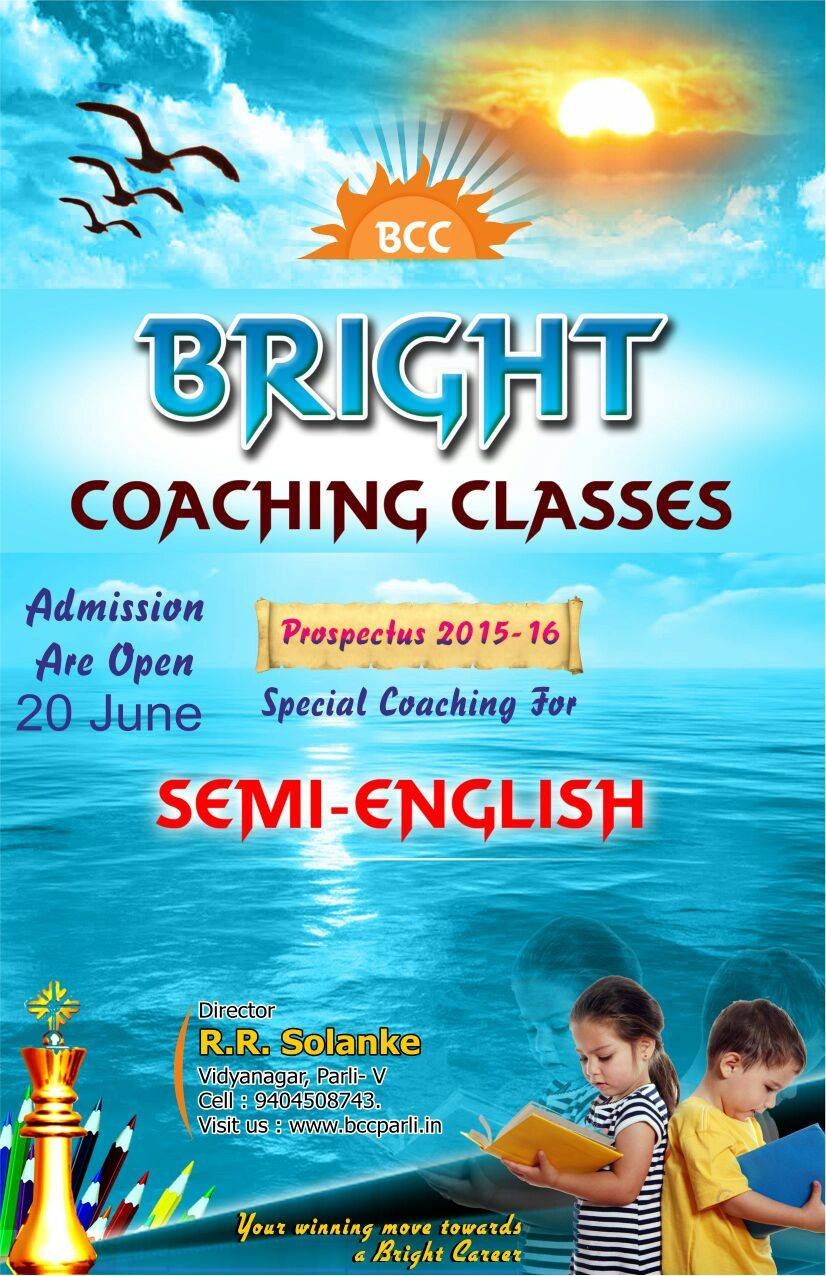 BCC
BRIGHT
COACHING CLASSES
Admission
Are Open
20 June
Prospectus 2015-16
Special Coaching For
SEMI-ENGLISH
Director
R.R. Solanke
Vidyanagar, Parli- V
Cell : 9404508743.
Visit us : www.bccparli.in
Your winning move towards
a Bright Career